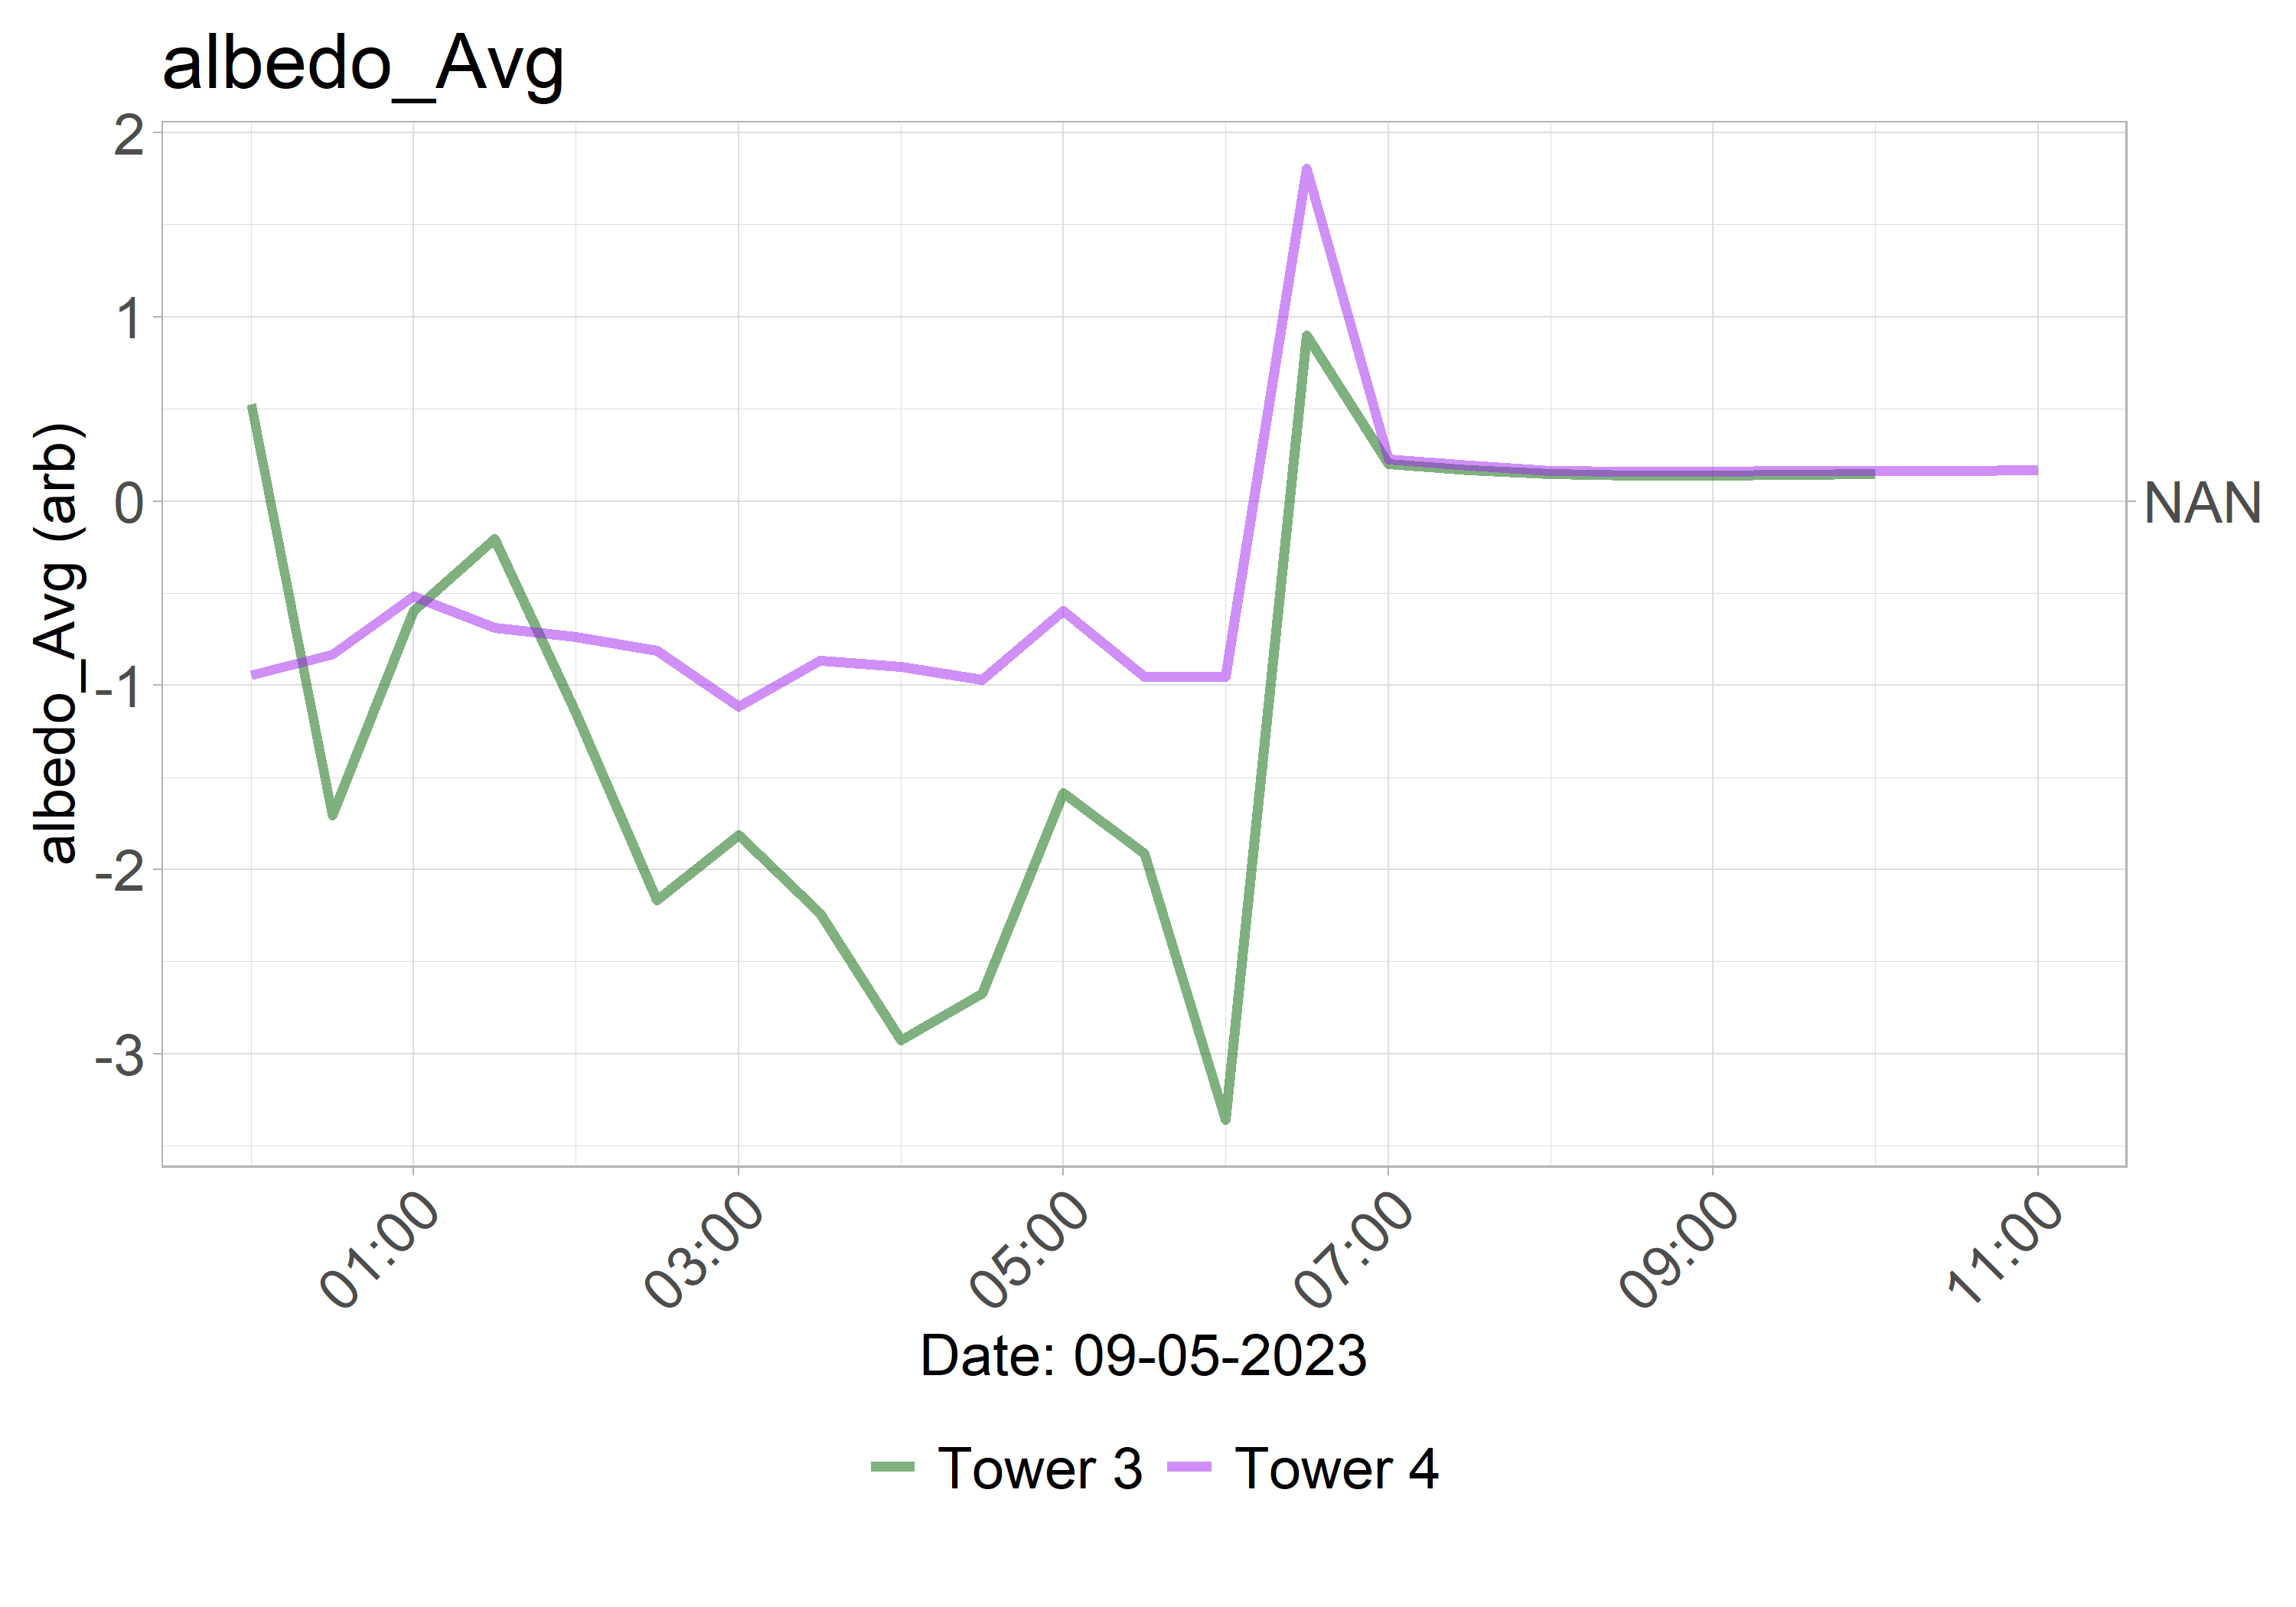 albedo_Avg
albedo_Avg (arb)
2
1
0
-1
-2
-3
NAN
01:00
03:00
05:00
07:00
09:00
11:00
Date: 09-05-2023
Tower 3
Tower 4